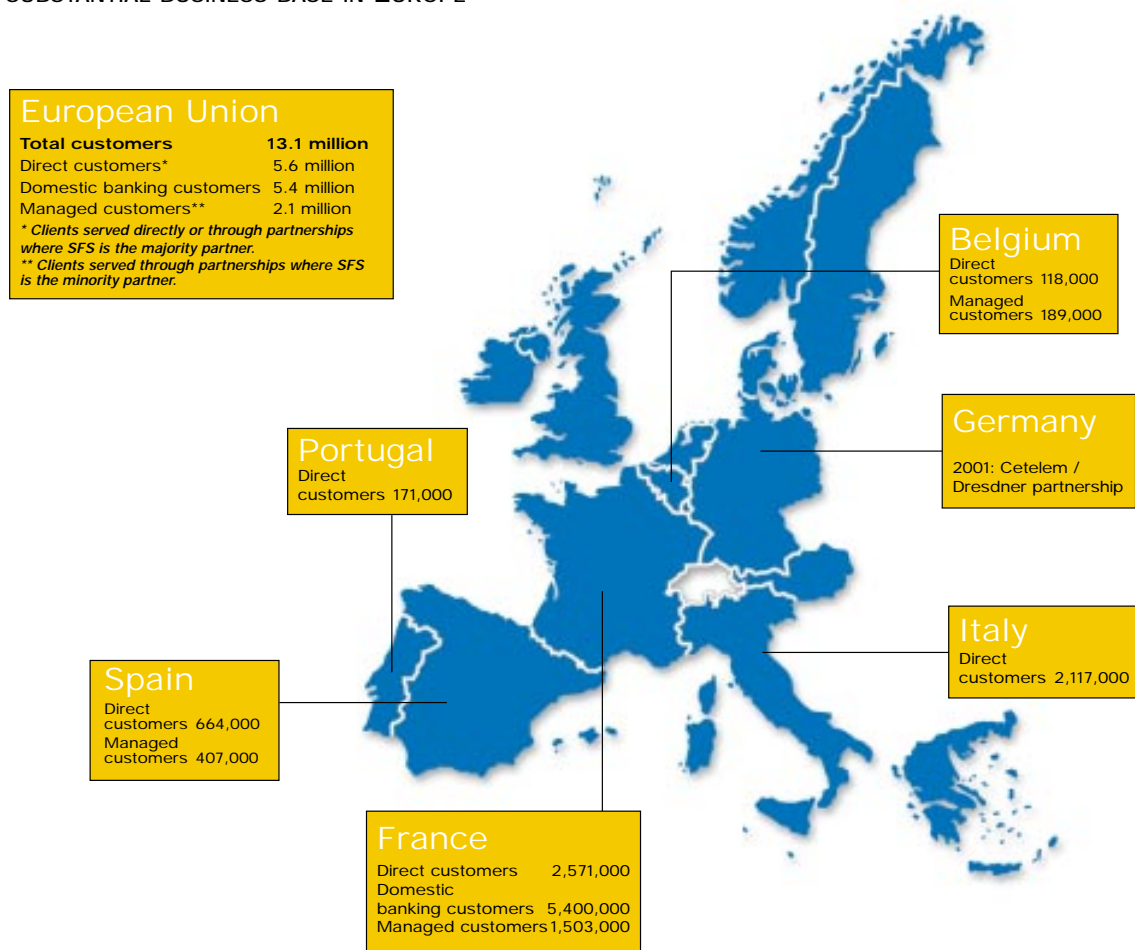 SUBSTANTIAL BUSINESS BASE IN EUROPE
European Union
Total customers 13.1 million
Direct customers* 5.6 million
Domestic banking customers 5.4 million
Managed customers** 2.1 million
* Clients served directly or through partnerships
where SFS is the majority partner.
** Clients served through partnerships where SFS
is the minority partner.
Belgium
Direct
customers 118,000
Managed
customers 189,000
Germany
2001: Cetelem /
Dresdner partnership
Portugal
Direct
customers 171,000
Italy
Direct
customers 2,117,000
Spain
Direct
customers 664,000
Managed
customers 407,000
France
Direct customers 2,571,000
Domestic
banking customers 5,400,000
Managed customers 1,503,000